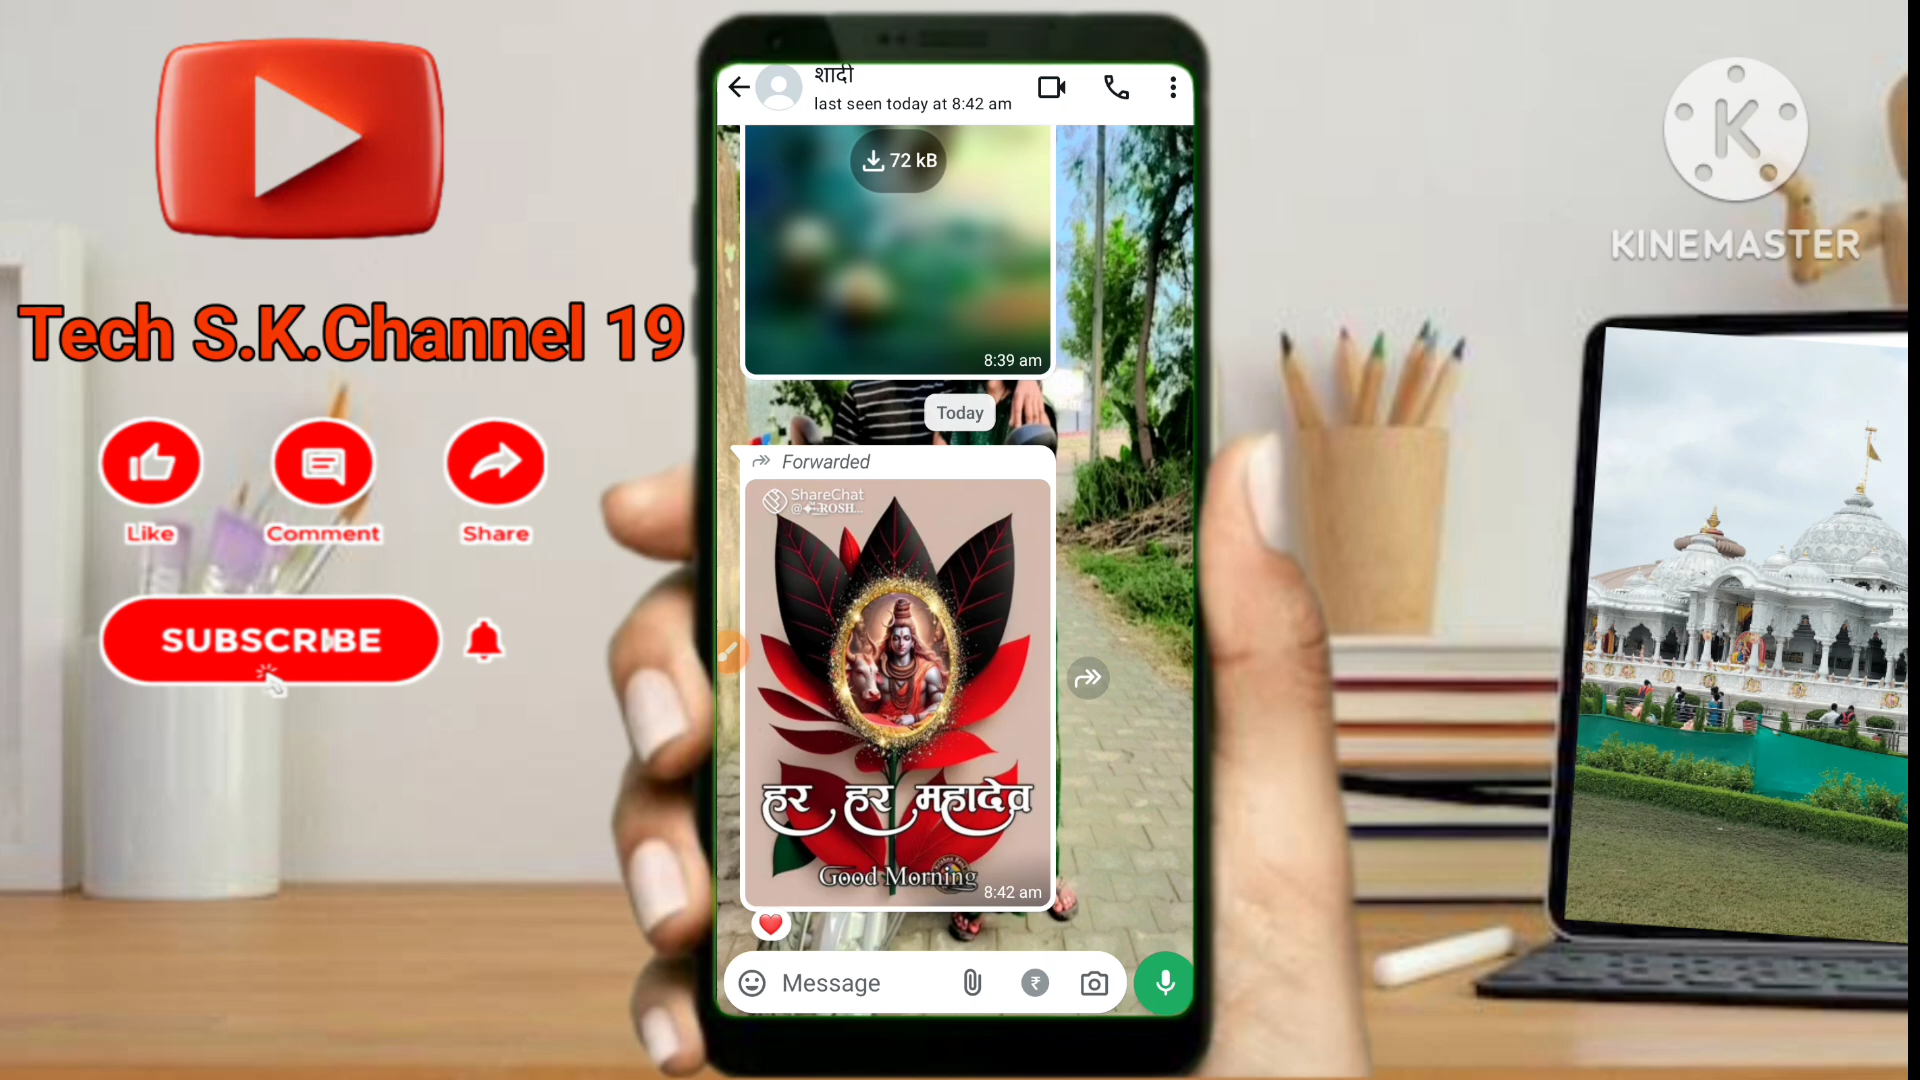 शादी
last seen today at 8:42 am
72 kB
8:39 am
Today
Forwarded
ShareChat
हर हर महादेव
Good Morning
8:42 am
Message
Tech S.K.Channel 19
Like
Comment
Share
SUBSCRIBE
K
KINEMASTER